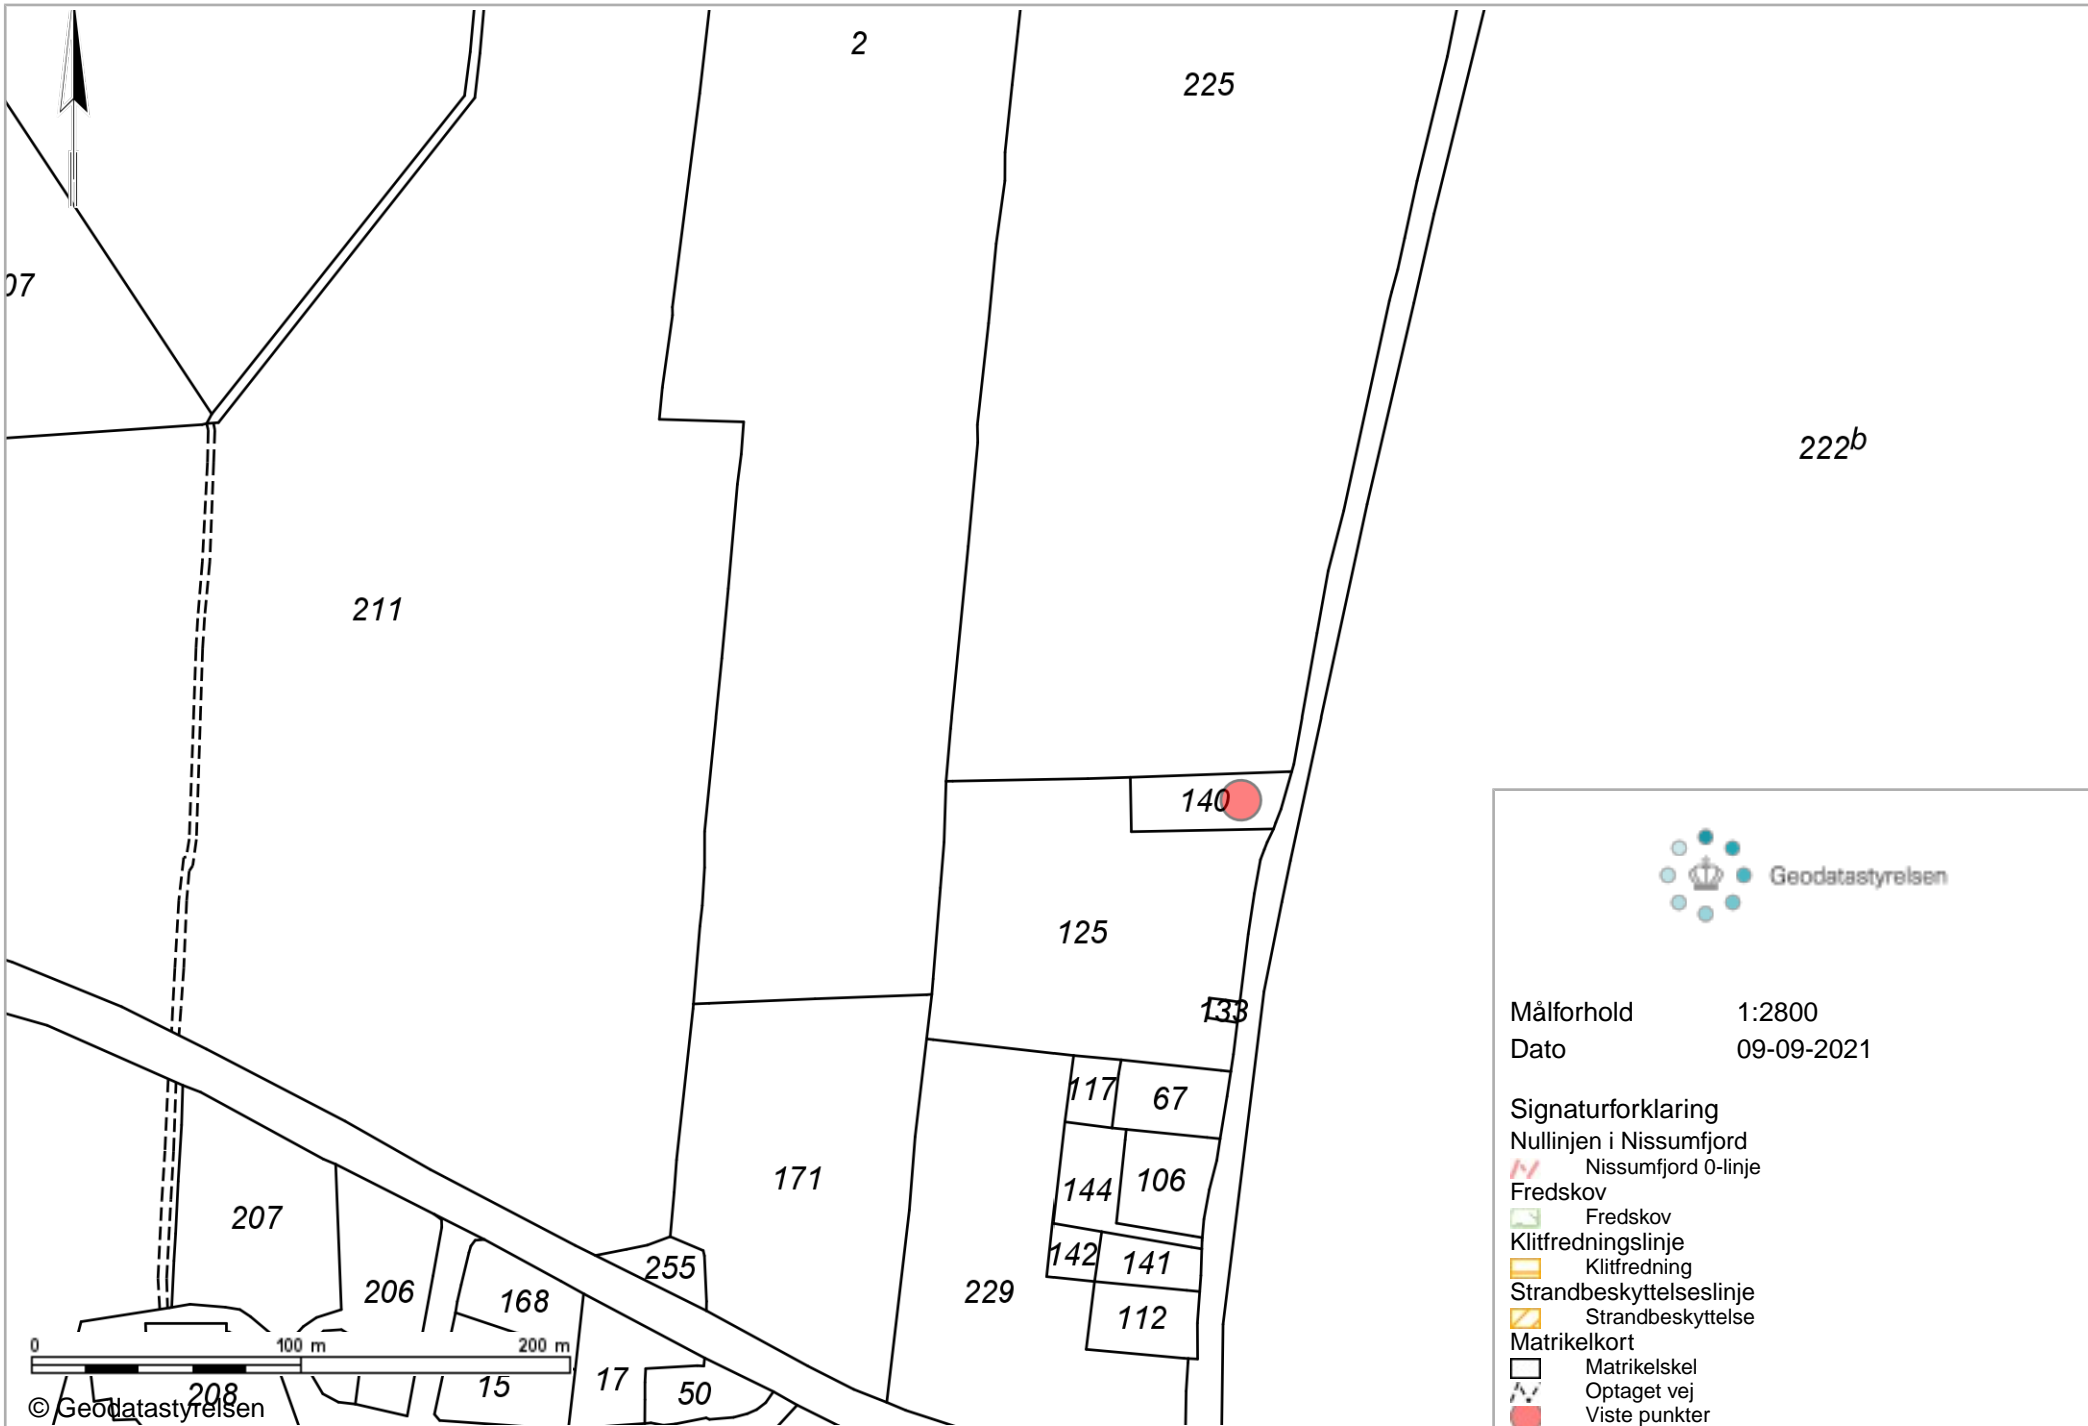 2
225
07
222b
211
140
125
133
117
67
171
144
106
207
142
141
255
229
206
168
112
0 100 m 200 m
15
17
50
208
© Geodatastyrelsen
Geodatastyrelsen
Målforhold 1:2800
Dato 09-09-2021
Signaturforklaring
Nullinjen i Nissumfjord
Nissumfjord 0-linje
Fredskov
Fredskov
Klitfredningslinje
Klitfredning
Strandbeskyttelseslinje
Strandbeskyttelse
Matrikelkort
Matrikelskel
Optaget vej
Viste punkter